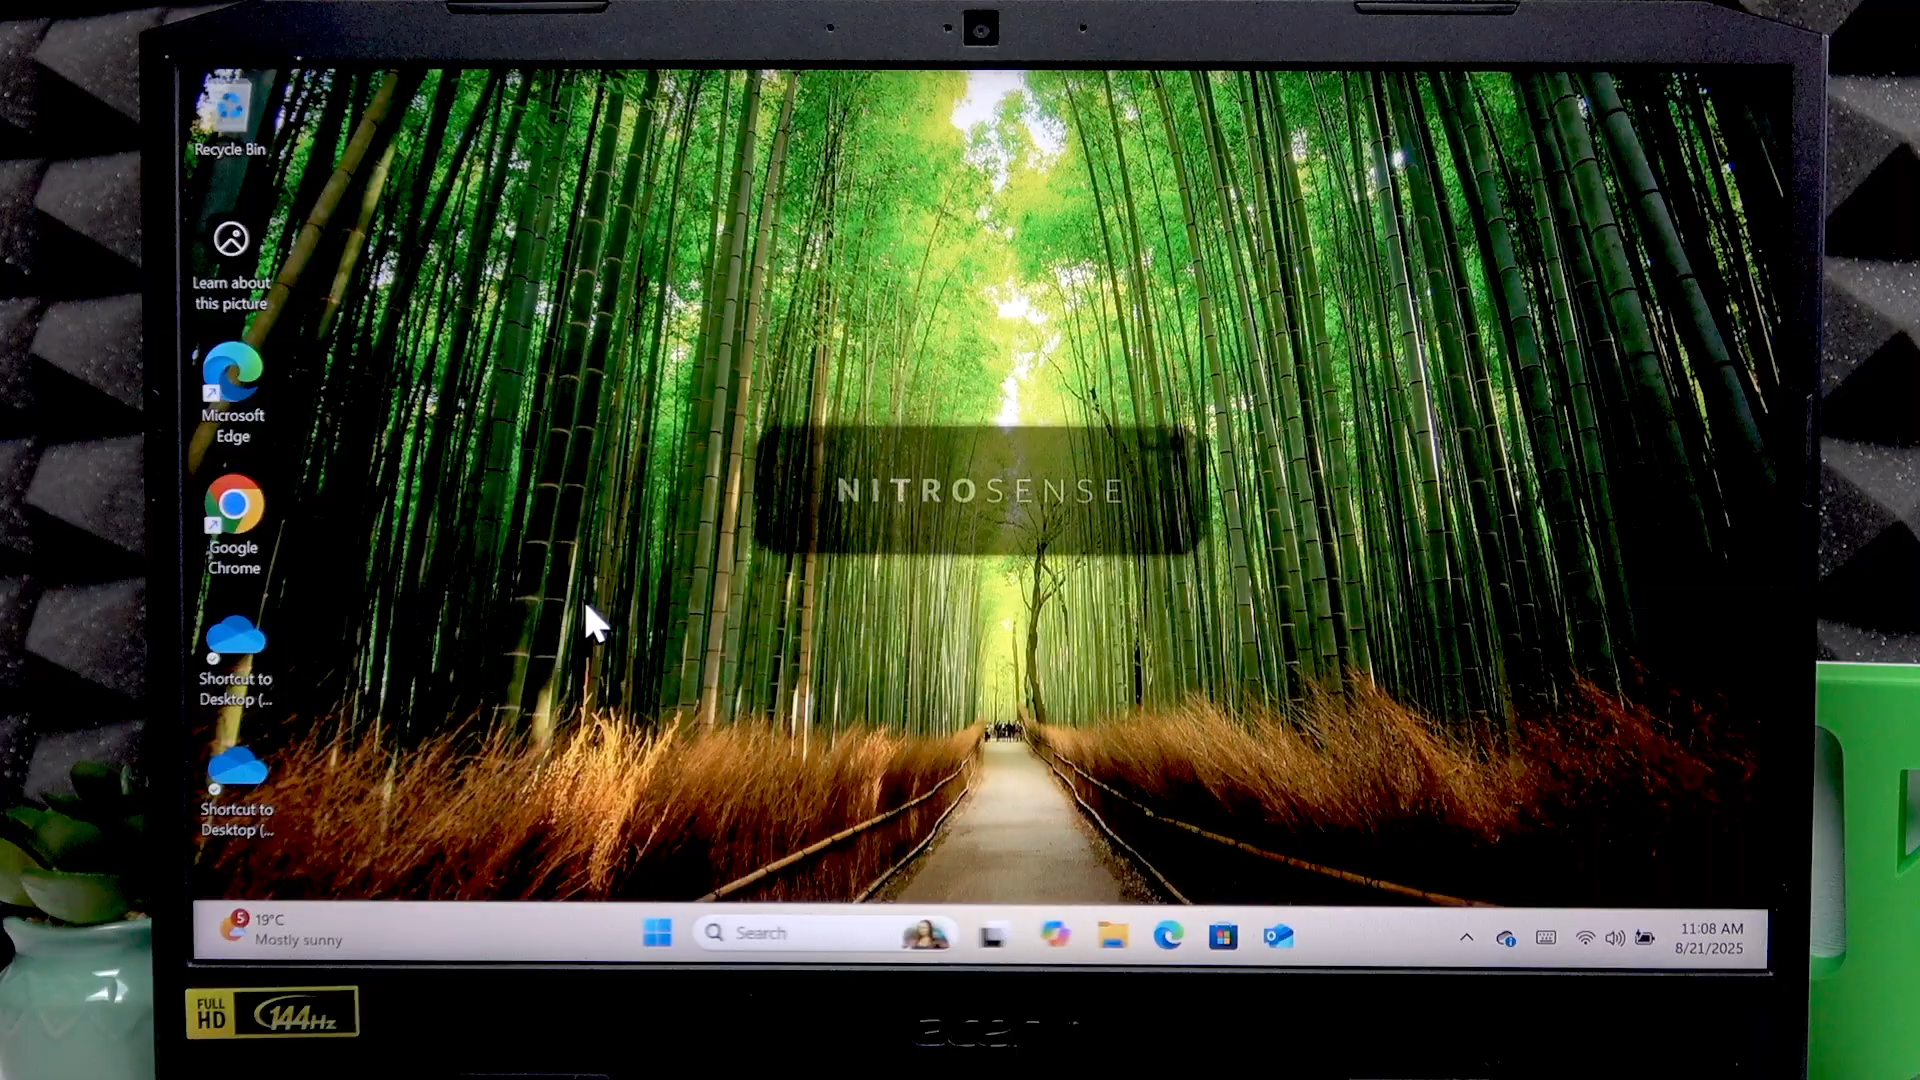 Recycle Bin
Learn about
this picture
Microsoft
Edge
Google
Chrome
Shortcut to
Desktop (...
Shortcut to
Desktop (...
NITROSENSE
5
19°C
Mostly sunny
Search
11:08 AM
8/21/2025
FULL
HD
144Hz
acer